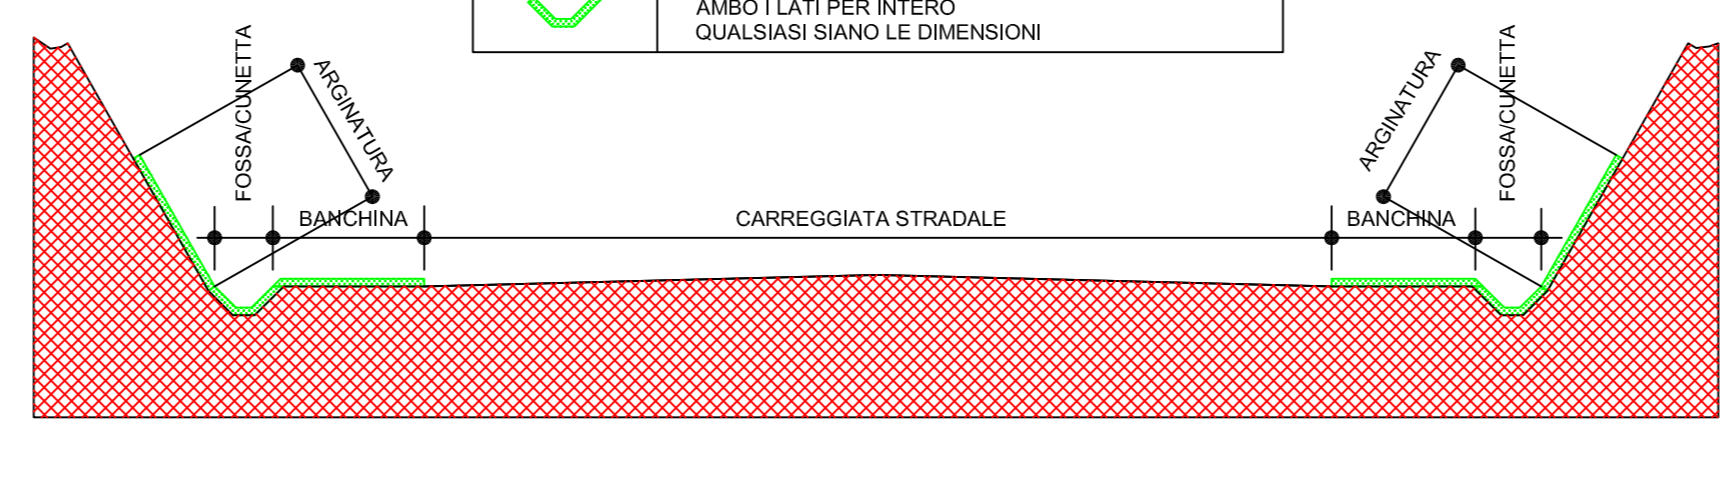 AMBO I LATI PER INTERO
QUALSIASI SIANO LE DIMENSIONI
FOSSA/CUNETTA
ARGINATURA
BANCHINA
CARREGGIATA STRADALE
BANCHINA
ARGINATURA
FOSSA/CUNETTA